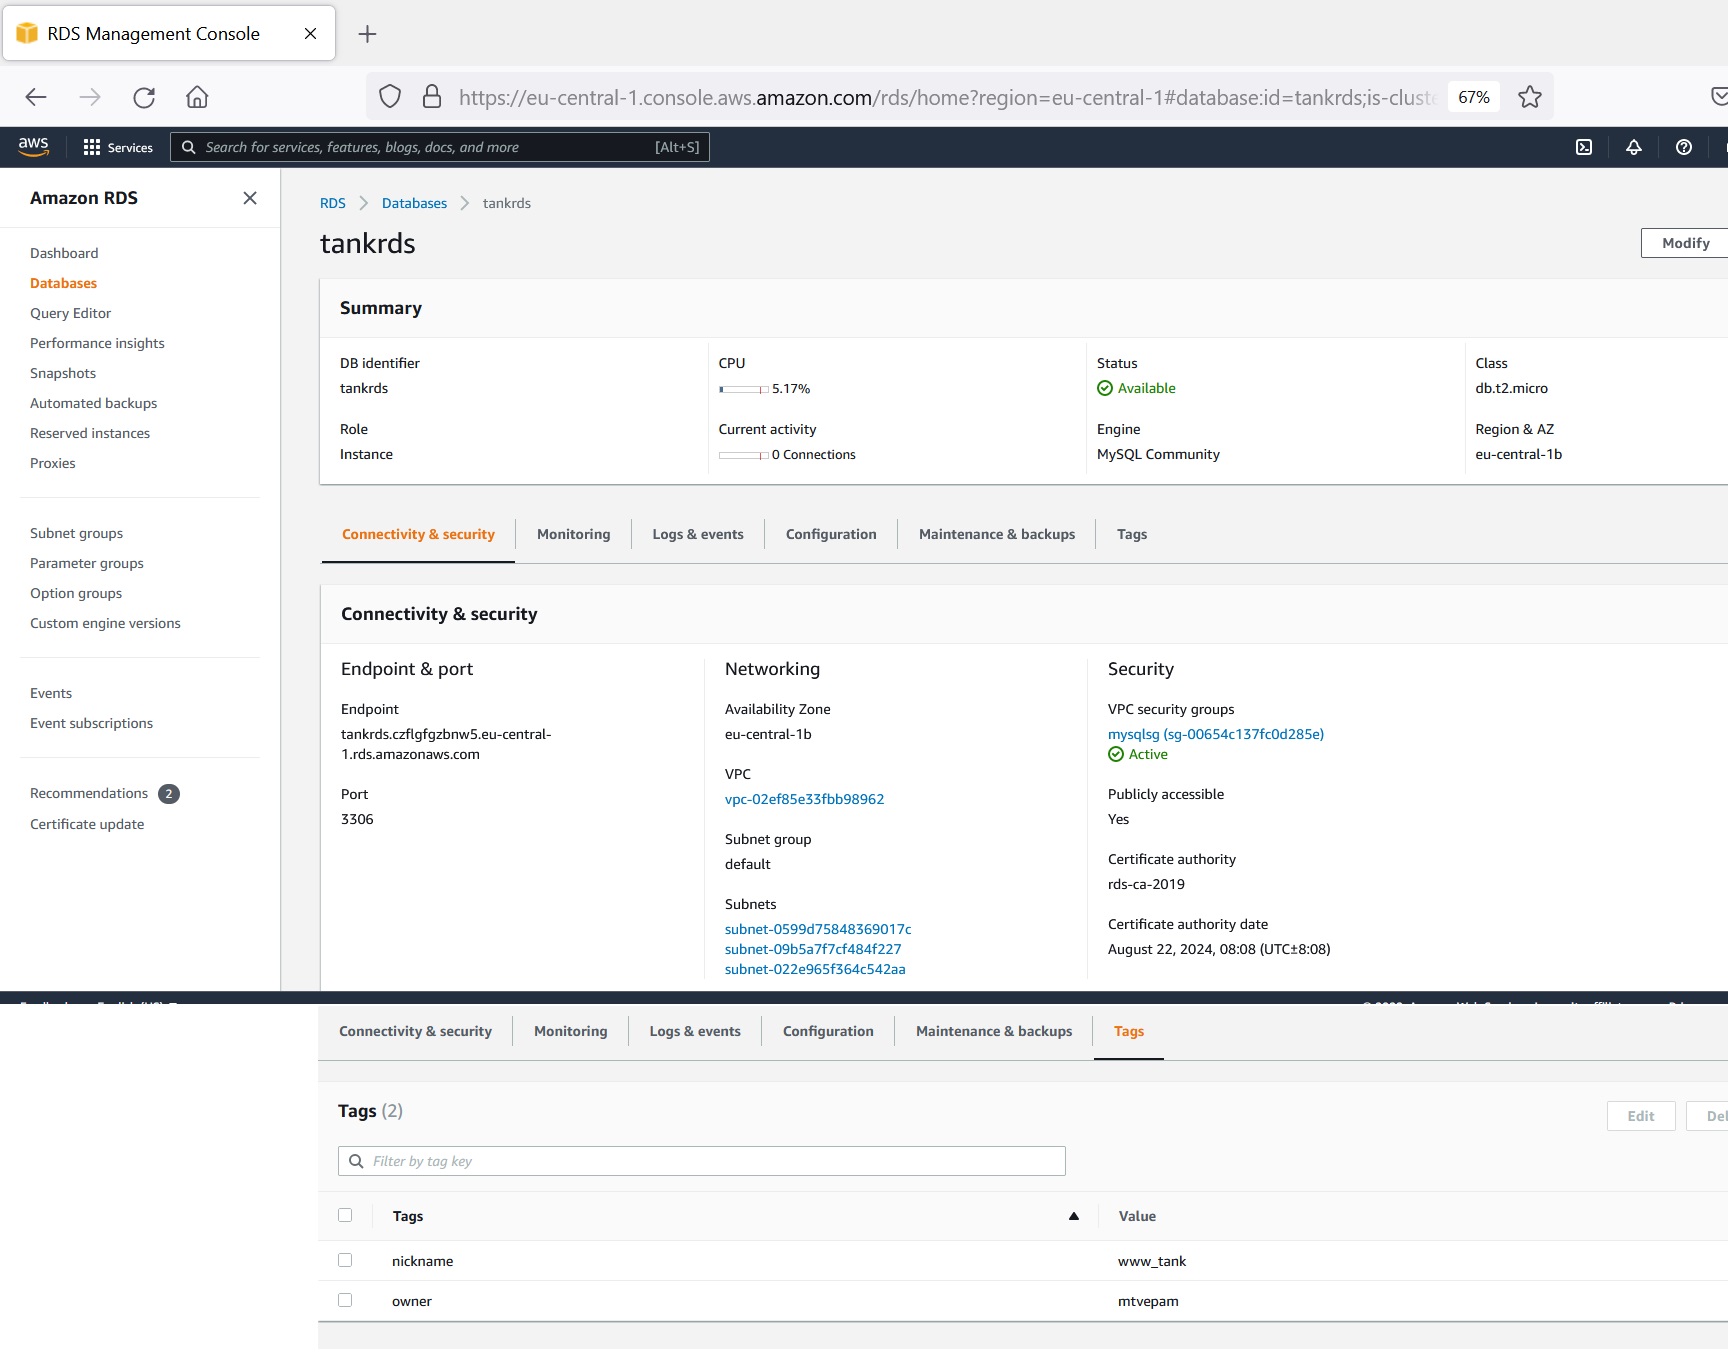 RDS Management Console
https://eu-central-1.console.aws.amazon.com/rds/home?region=eu-central-1#database:id=tankrds;is-cluste
67%
aws
Services
Search for services, features, blogs, docs, and more
[Alt+S]
Amazon RDS
Dashboard
Databases
Query Editor
Performance insights
Snapshots
Automated backups
Reserved instances
Proxies
Subnet groups
Parameter groups
Option groups
Custom engine versions
Events
Event subscriptions
Recommendations 2
Certificate update
RDS > Databases > tankrds
tankrds
Modify
Summary
DB identifier
tankrds
CPU
5.17%
Status
Available
Class
db.t2.micro
Role
Instance
Current activity
0 Connections
Engine
MySQL Community
Region & AZ
eu-central-1b
Connectivity & security
Monitoring
Logs & events
Configuration
Maintenance & backups
Tags
Connectivity & security
Endpoint & port
Endpoint
tankrds.czflgfgzbnw5.eu-central-
1.rds.amazonaws.com
Port
3306
Networking
Availability Zone
eu-central-1b
VPC
vpc-02ef85e33fbb98962
Subnet group
default
Subnets
subnet-0599d75848369017c
subnet-09b5a7f7cf484f227
subnet-022e965f364c542aa
Security
VPC security groups
mysqlsg (sg-00654c137fc0d285e)
Active
Publicly accessible
Yes
Certificate authority
rds-ca-2019
Certificate authority date
August 22, 2024, 08:08 (UTC±8:08)
Connectivity & security
Monitoring
Logs & events
Configuration
Maintenance & backups
Tags
Tags (2)
Edit
Del
Filter by tag key
Tags
Value
nickname
www_tank
owner
mtvepam